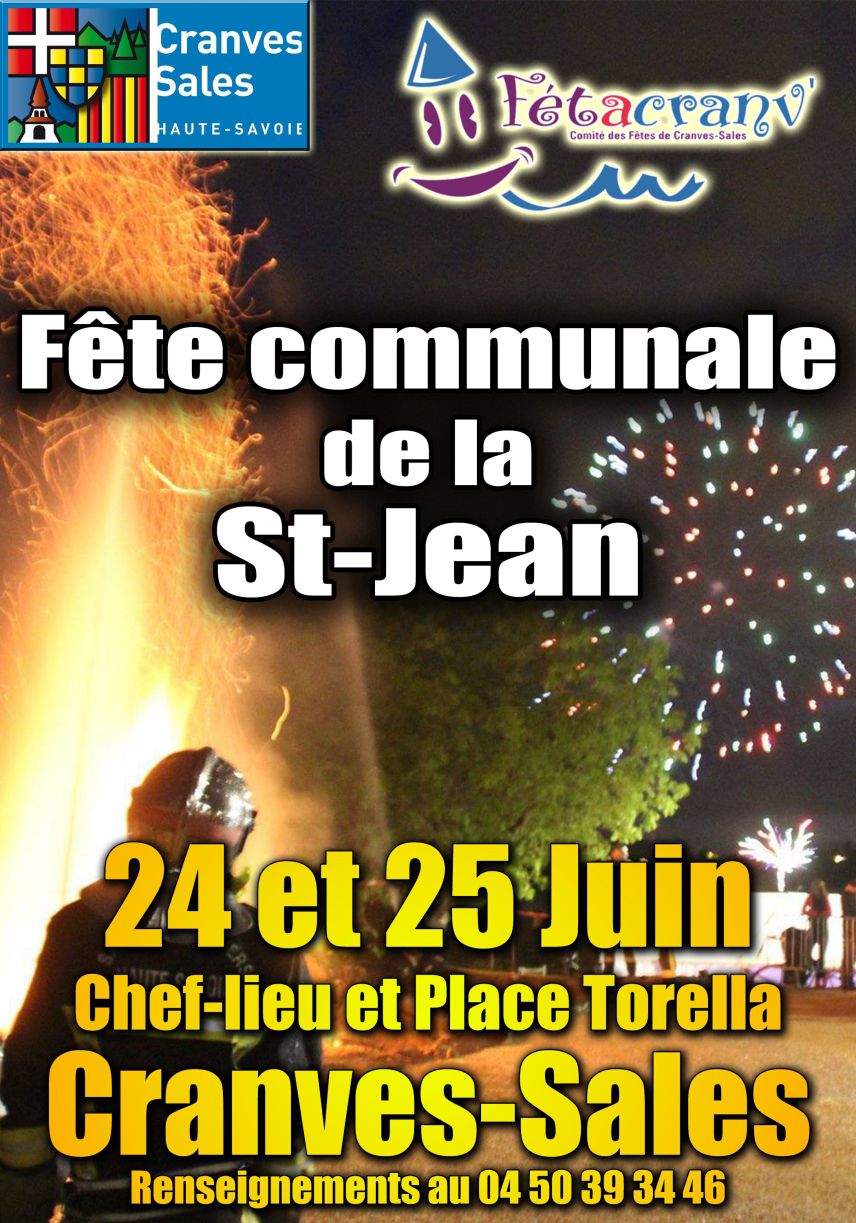 Cranves
Sales
HAUTE-SAVOIE
Fêtacranv'
Comité des Fêtes de Cranves-Sales
Fête communale
de la
St-Jean
24 et 25 Juin
Chef-lieu et Place Torella
Cranves-Sales
Renseignements au 04 50 39 34 46